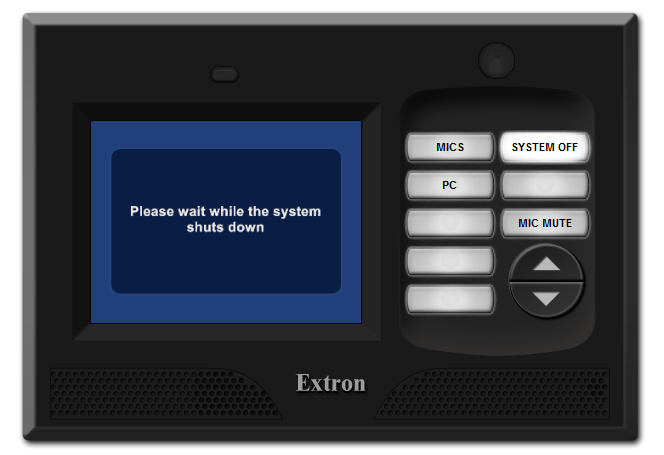 Please wait while the system
shuts down
MICS
SYSTEM OFF
PC
MIC MUTE
Extron